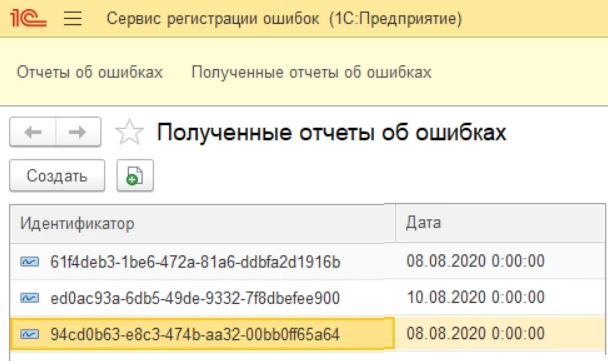 1С Сервис регистрации ошибок (1С:Предприятие)
Отчеты об ошибках Полученные отчеты об ошибках
Полученные отчеты об ошибках
Создать
Идентификатор Дата
61f4deb3-1be6-472a-81a6-ddbfa2d1916b 08.08.2020 0:00:00
ed0ac93a-6db5-49de-9332-7f8dbefee900 10.08.2020 0:00:00
94cd0b63-e8c3-474b-aa32-00bb0ff65a64 08.08.2020 0:00:00